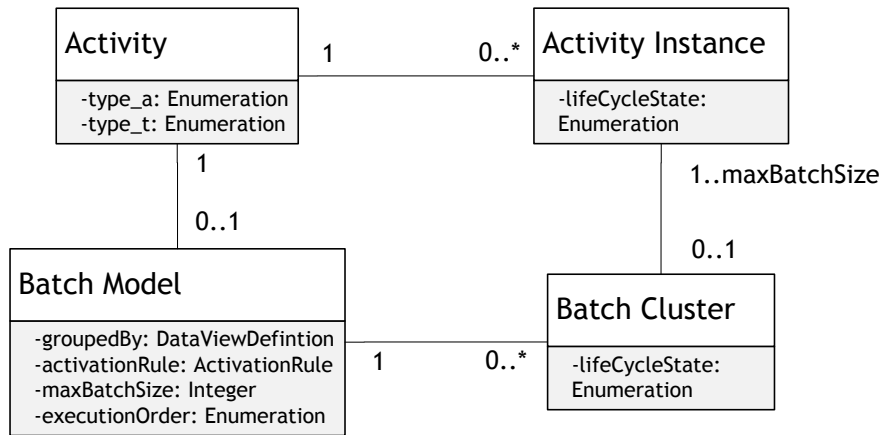 Activity
-type_a: Enumeration
-type_t: Enumeration
1
0..*
Activity Instance
-lifeCycleState:
Enumeration
1
0..1
1..maxBatchSize
0..1
Batch Model
-groupedBy: DataViewDefintion
-activationRule: ActivationRule
-maxBatchSize: Integer
-executionOrder: Enumeration
1
0..*
Batch Cluster
-lifeCycleState:
Enumeration